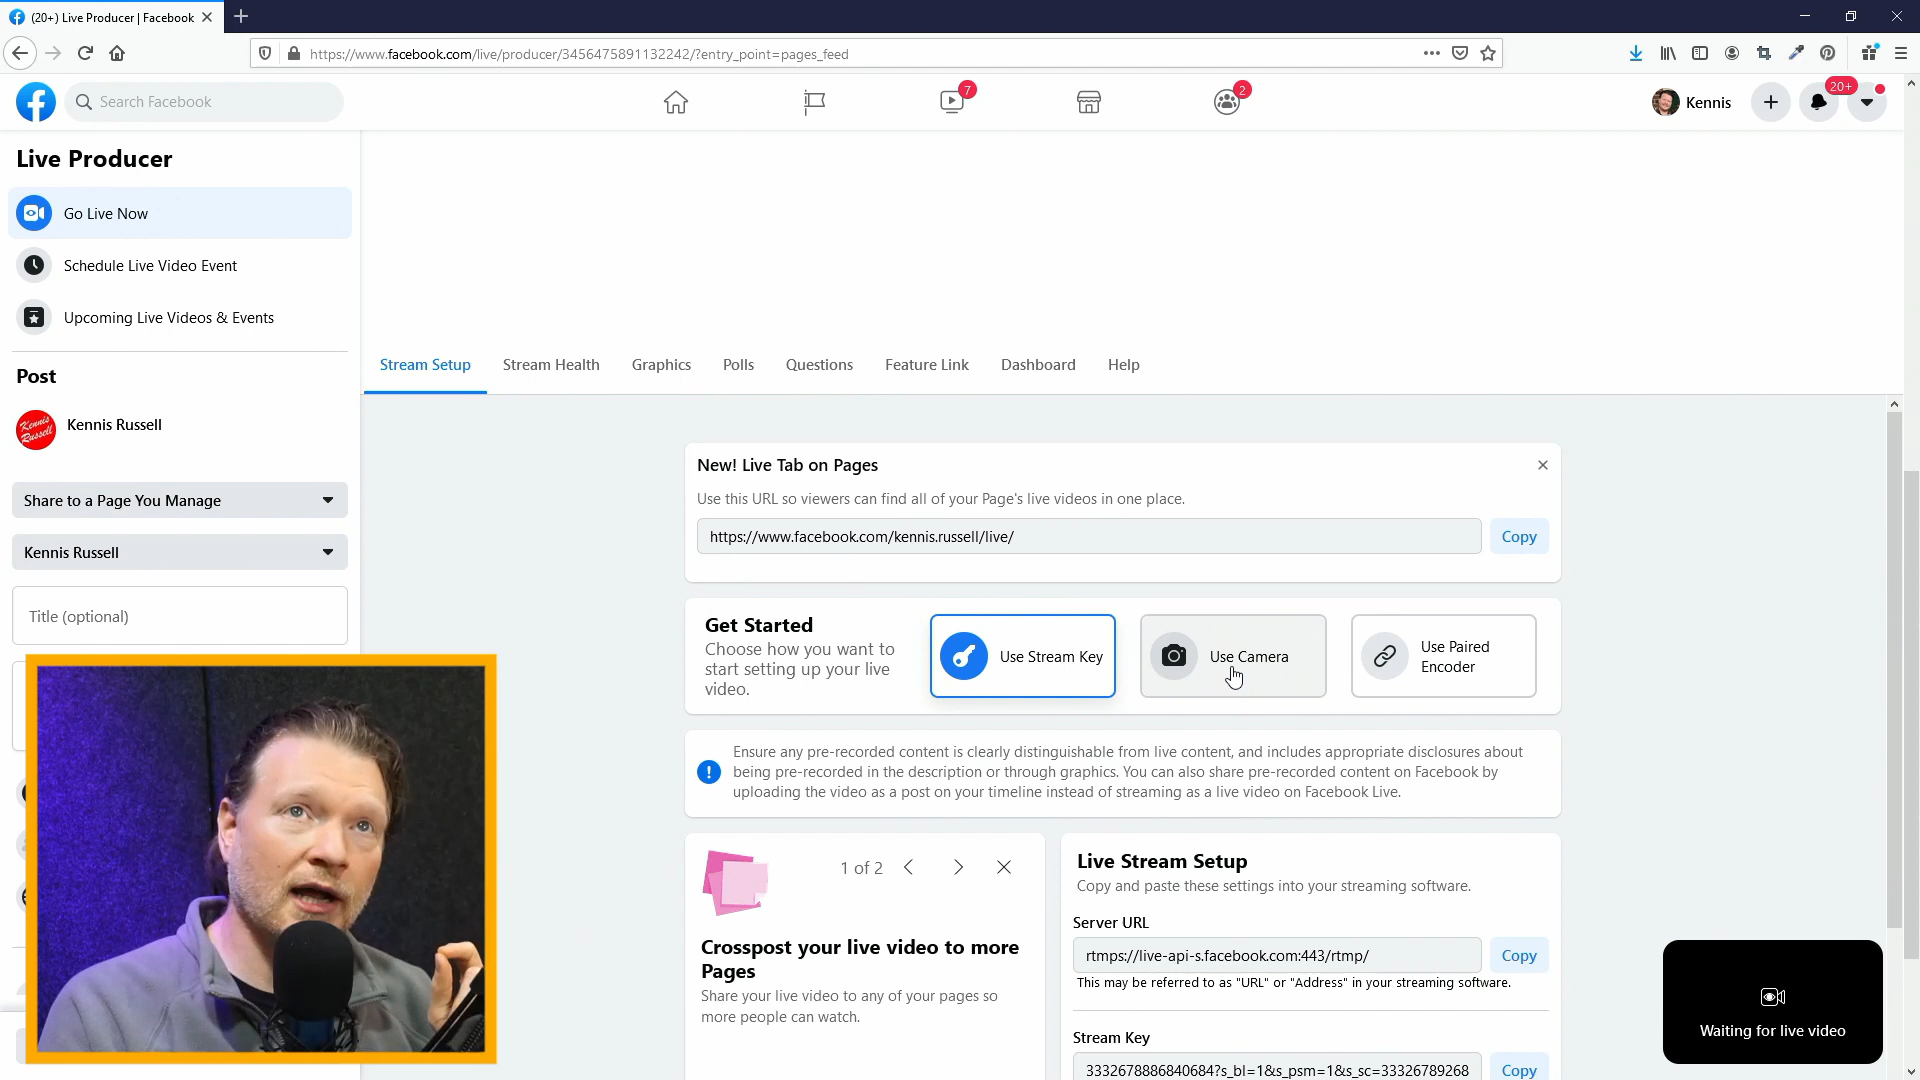 (20+) Live Producer | Facebook
https://www.facebook.com/live/producer/3456475891132242/?entry_point=pages_feed
Search Facebook
7
2
Kennis
20+
Live Producer
Go Live Now
Schedule Live Video Event
Upcoming Live Videos & Events
Post
Kennis Russell
Kennis Russell
Share to a Page You Manage
Kennis Russell
Title (optional)
Stream Setup
Stream Health
Graphics
Polls
Questions
Feature Link
Dashboard
Help
New! Live Tab on Pages
Use this URL so viewers can find all of your Page's live videos in one place.
https://www.facebook.com/kennis.russell/live/
Copy
Get Started
Choose how you want to
start setting up your live
video.
Use Stream Key
Use Camera
Use Paired
Encoder
Ensure any pre-recorded content is clearly distinguishable from live content, and includes appropriate disclosures about
being pre-recorded in the description or through graphics. You can also share pre-recorded content on Facebook by
uploading the video as a post on your timeline instead of streaming as a live video on Facebook Live.
1 of 2
Crosspost your live video to more
Pages
Share your live video to any of your pages so
more people can watch.
Live Stream Setup
Copy and paste these settings into your streaming software.
Server URL
rtmps://live-api-s.facebook.com:443/rtmp/
Copy
This may be referred to as "URL" or "Address" in your streaming software.
Stream Key
3332678886840684?s_bl=1&s_psm=1&s_sc=33326789268
Copy
Waiting for live video